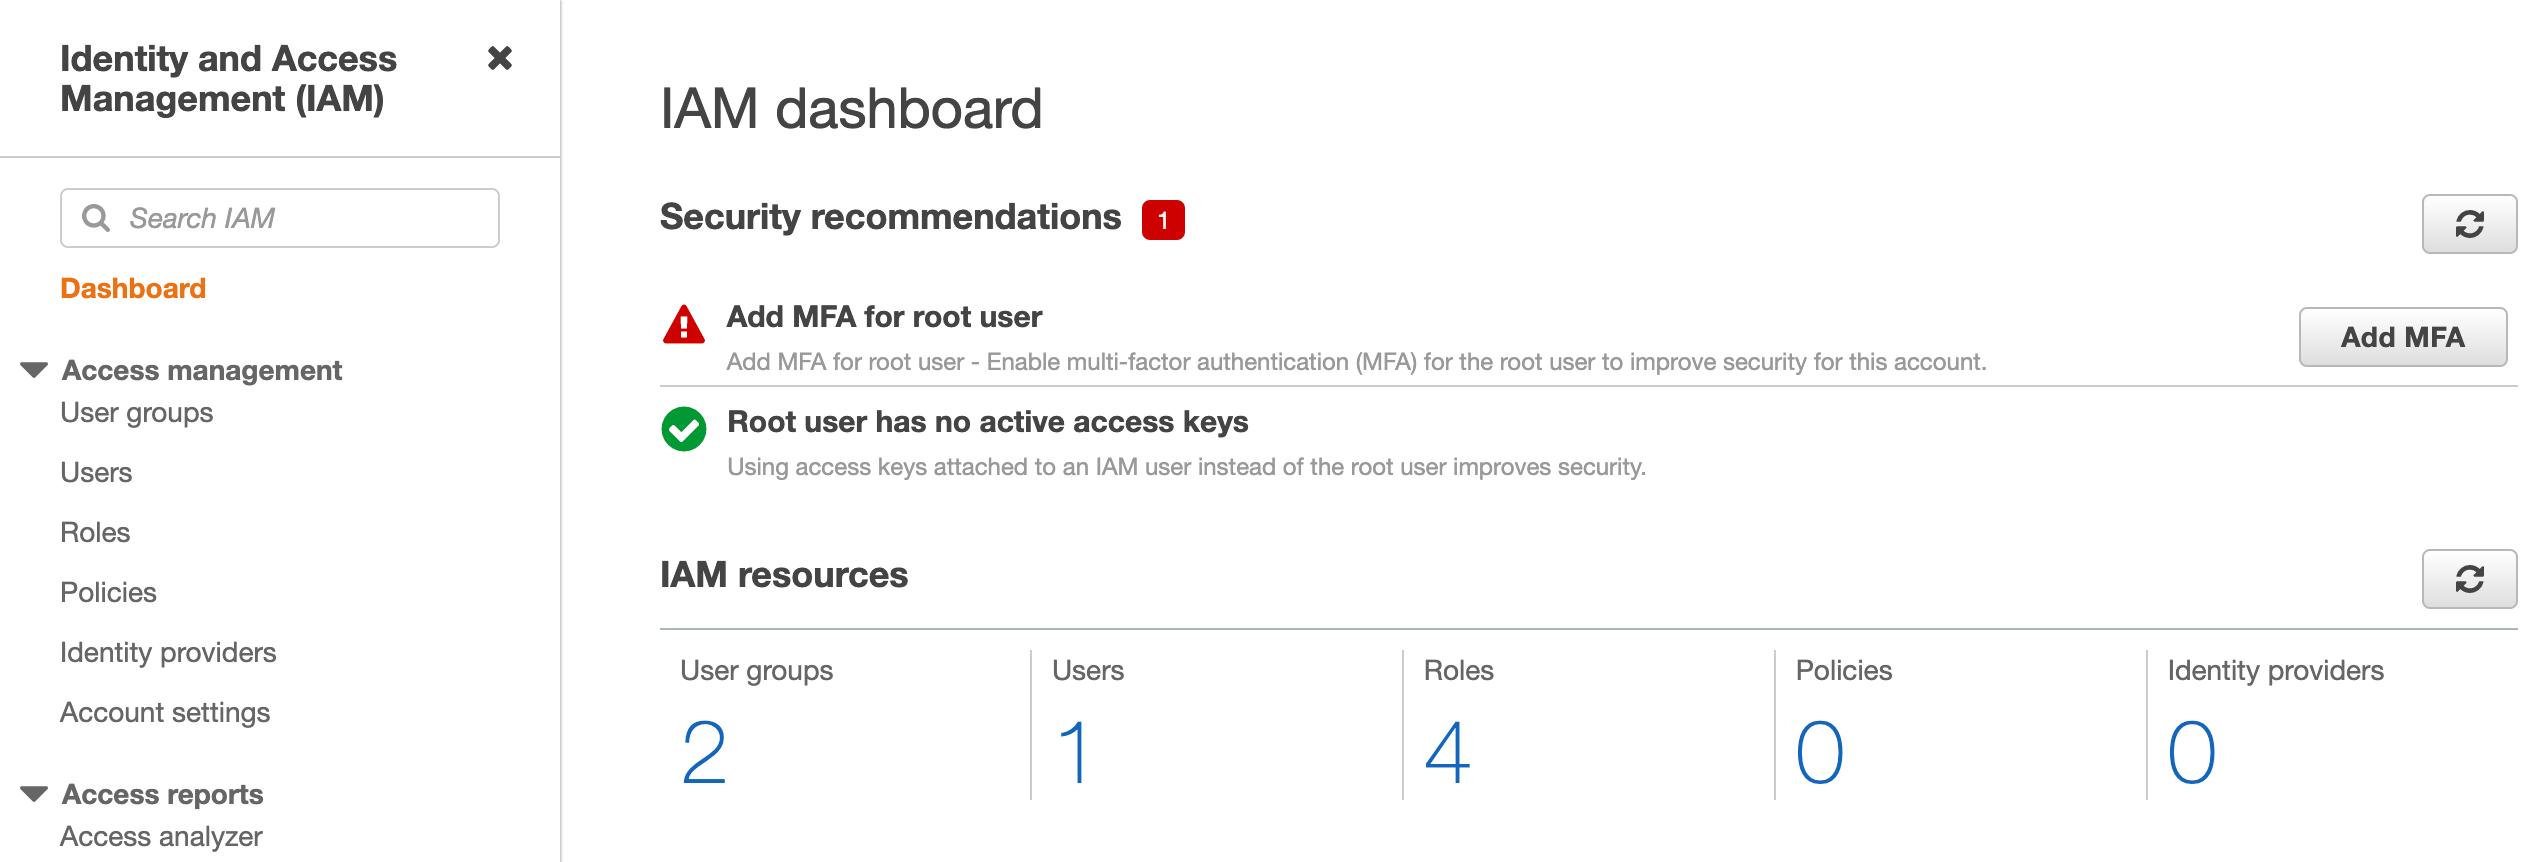 Identity and Access
Management (IAM)
Search IAM
Dashboard
Access management
User groups
Users
Roles
Policies
Identity providers
Account settings
Access reports
Access analyzer
IAM dashboard
Security recommendations 1
Add MFA for root user
Add MFA for root user - Enable multi-factor authentication (MFA) for the root user to improve security for this account.
Add MFA
Root user has no active access keys
Using access keys attached to an IAM user instead of the root user improves security.
IAM resources
User groups
2
Users
1
Roles
4
Policies
0
Identity providers
0